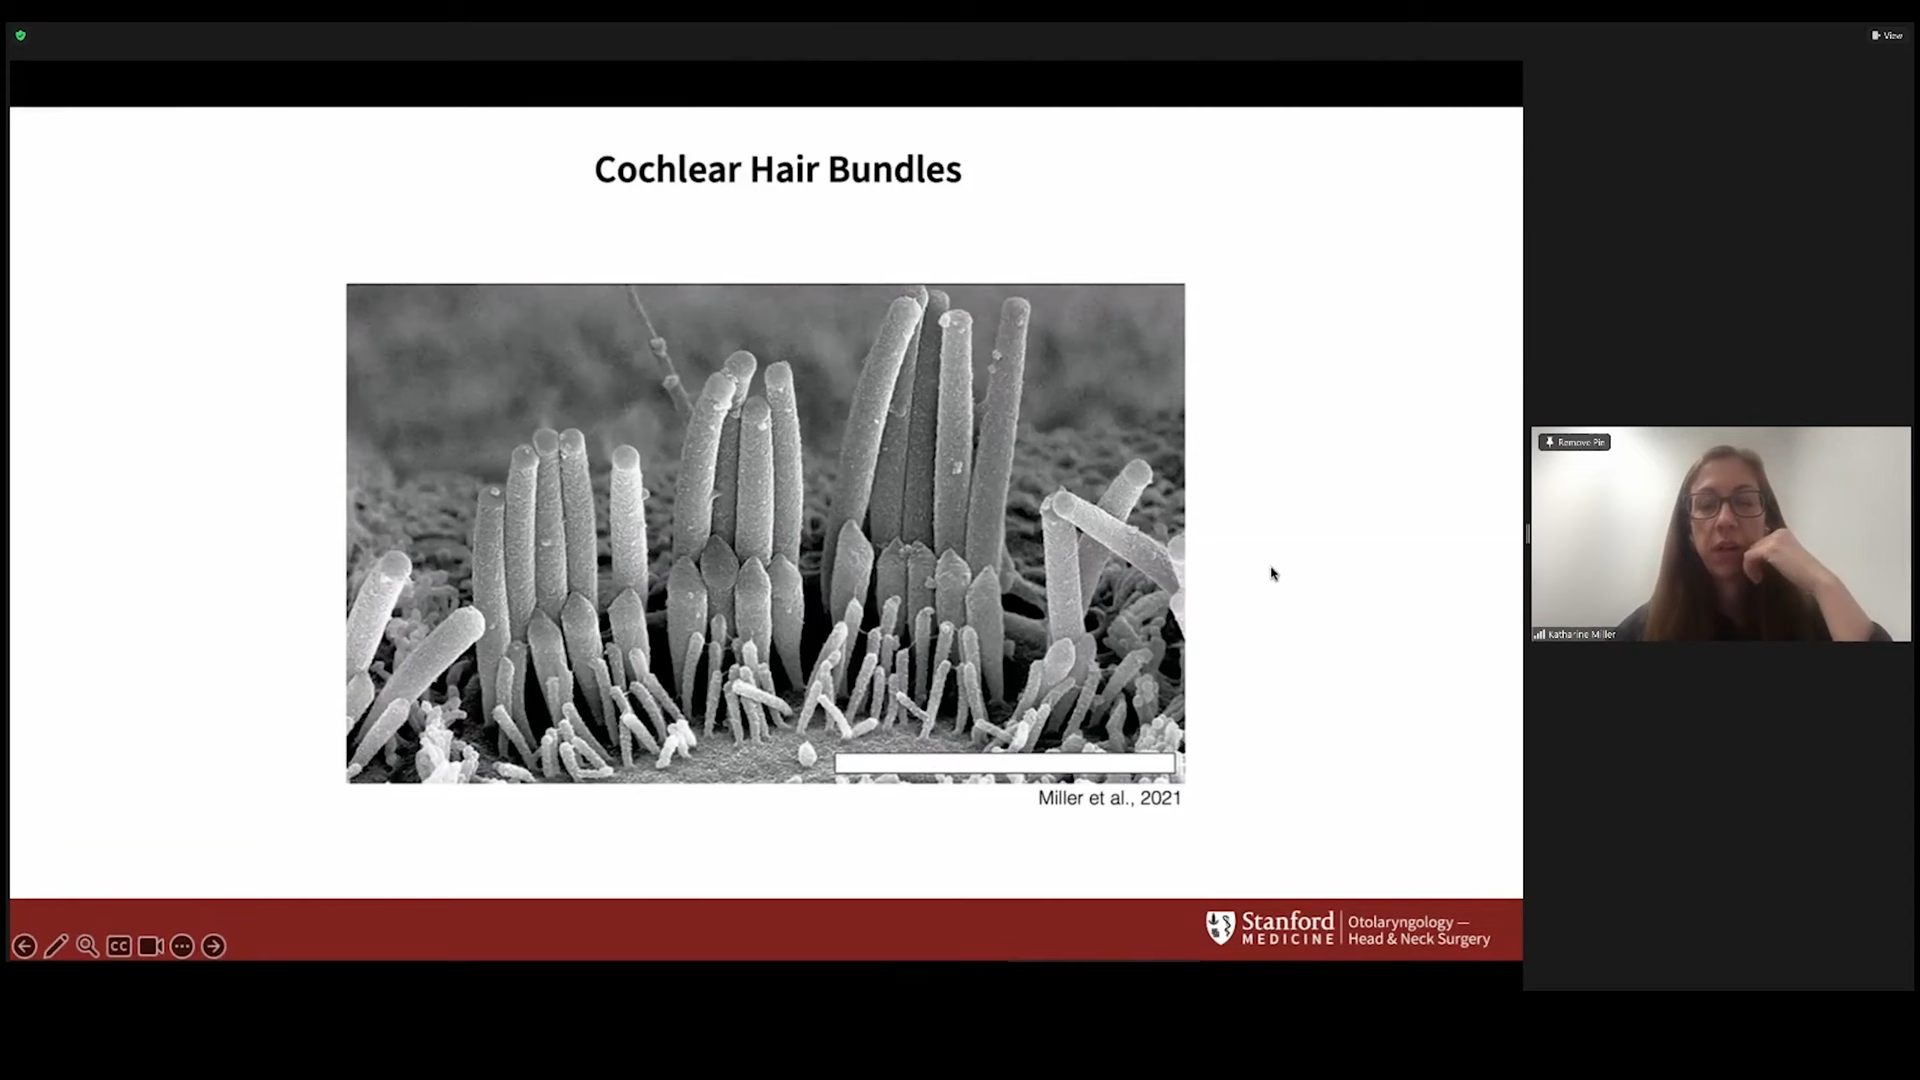 View
Cochlear Hair Bundles
Remove Pin
Katharine Miller
Miller et al., 2021
Stanford
MEDICINE
Otolaryngology —
Head & Neck Surgery
CC